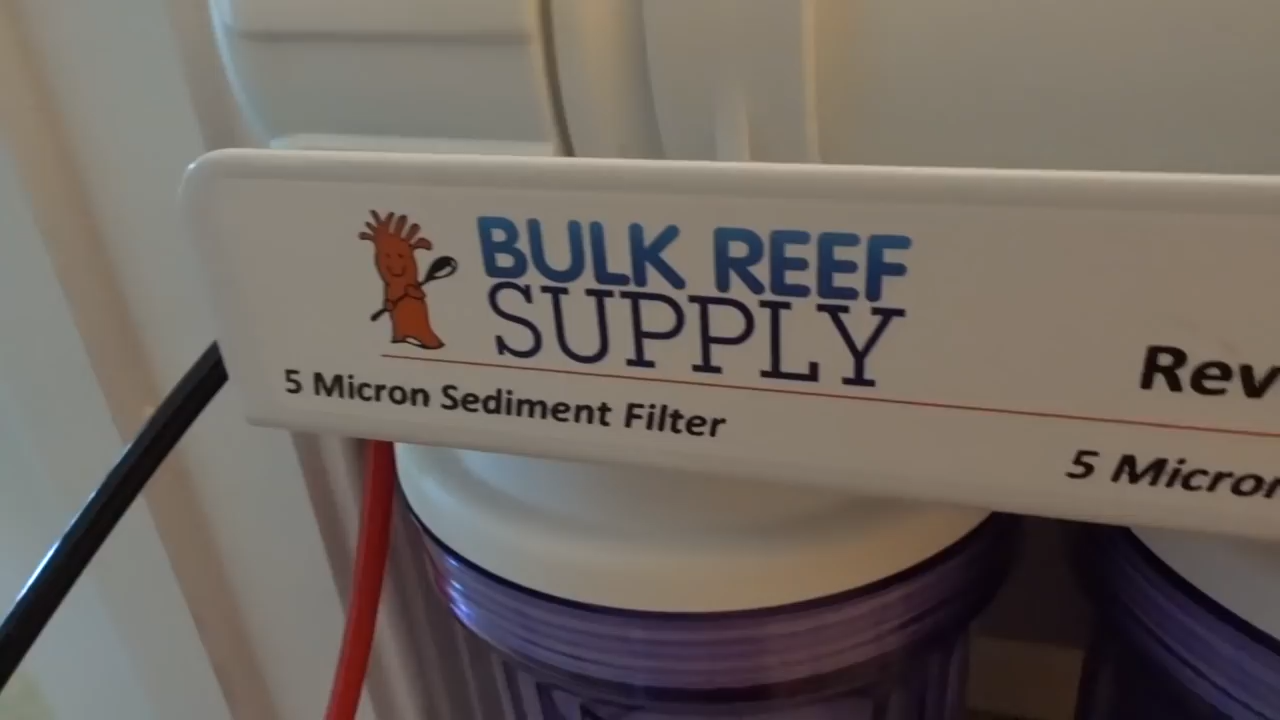 BULK REEF
SUPPLY
Rev
5 Micron Sediment Filter
5 Micron